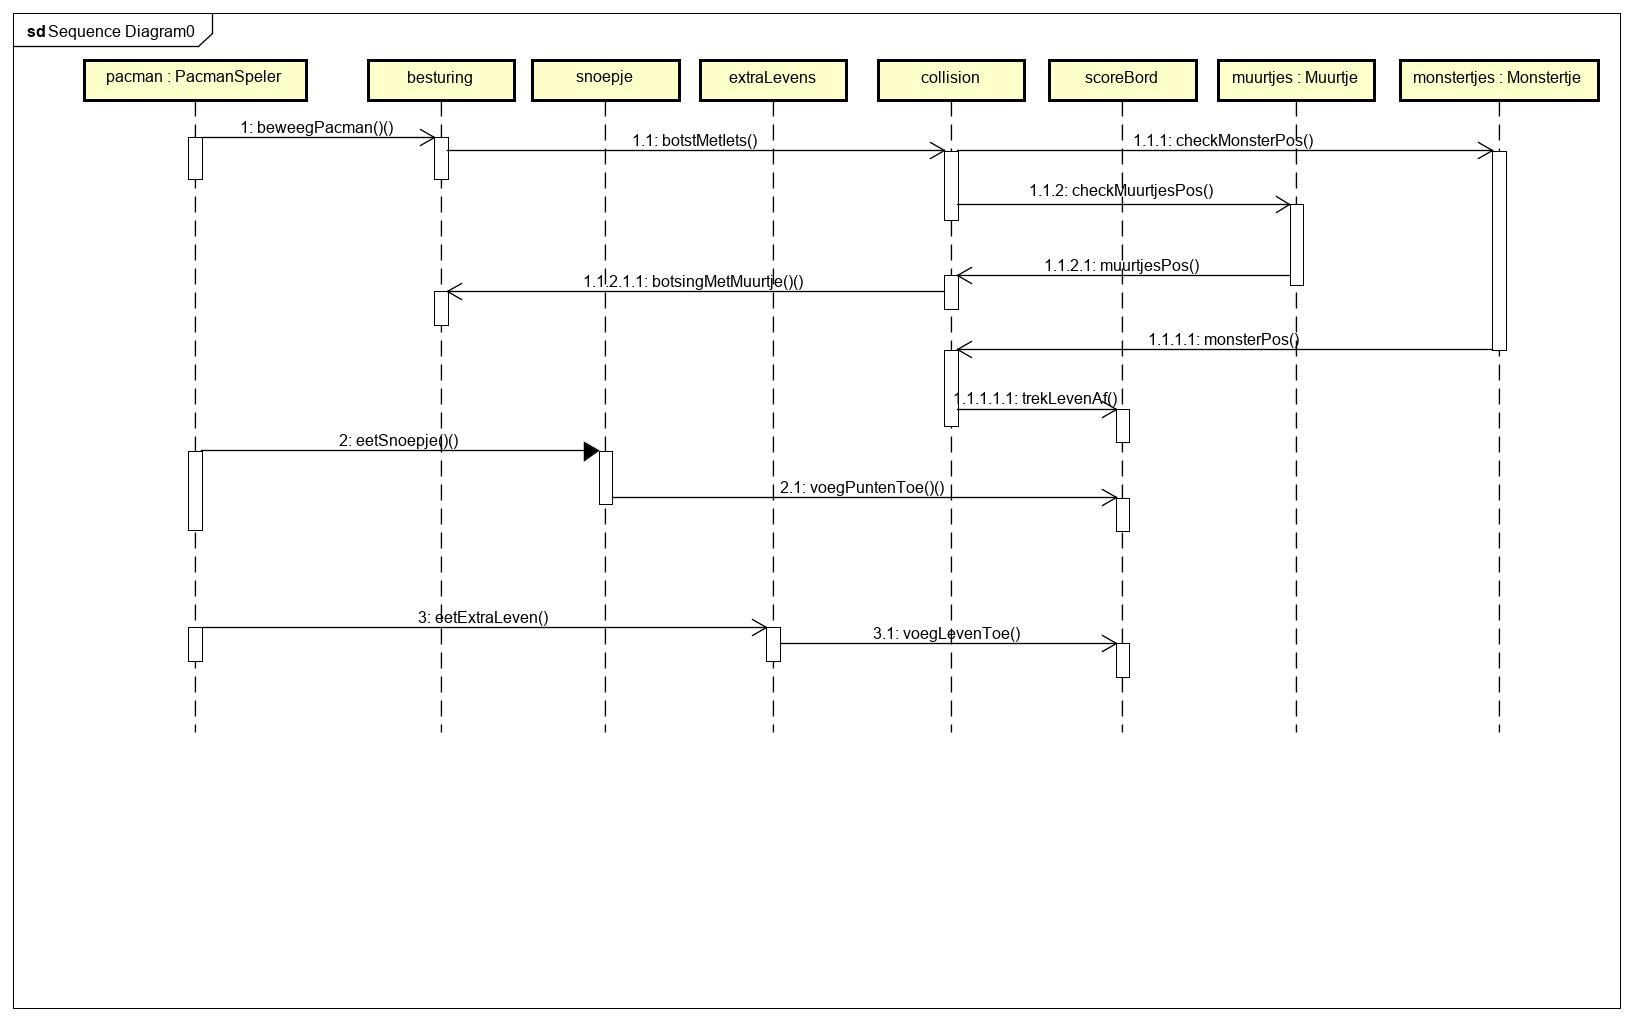 sd Sequence Diagram0
pacman : PacmanSpeler
besturing
snoepje
extraLevens
collision
scoreBord
muurtjes : Muurtje
monstertjes : Monstertje
1: beweegPacman()()
1.1: botstMetIets()
1.1.1: checkMonsterPos()
1.1.2: checkMuurtjesPos()
1.1.2.1: muurtjesPos()
1.1.2.1.1: botsingMetMuurtje()()
1.1.1.1: monsterPos()
1.1.1.1.1: trekLevenAf()
2: eetSnoepje()()
2.1: voegPuntenToe()()
3: eetExtraLeven()
3.1: voegLevenToe()